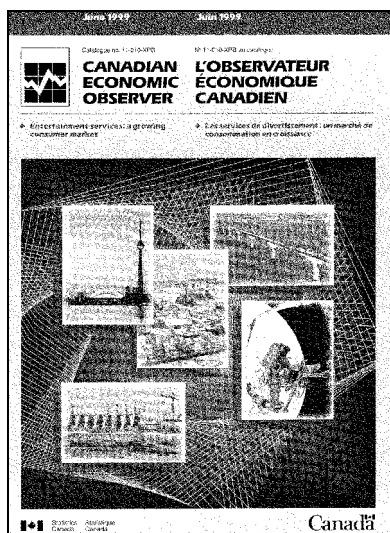 June 1999
Juin 1999
Catalogue no. 11-010-XPB
N° 11-010-XPB au catalogue
CANADIAN
ECONOMIC
OBSERVER
L'OBSERVATEUR
ÉCONOMIQUE
CANADIEN
Entertainment services: a growing
consumer market
Les services de divertissement : un marché de
consommation en croissance
Statistics
Canada
Statistique
Canada
Canada